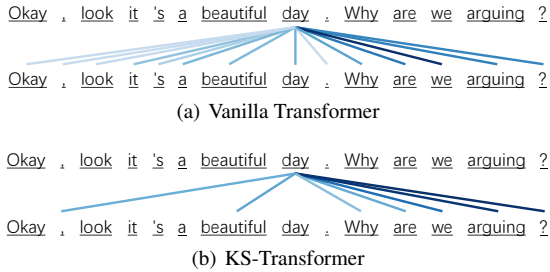 Okay , look it 's a beautiful day . Why are we arguing ?
Okay , look it 's a beautiful day . Why are we arguing ?
(a) Vanilla Transformer
Okay , look it 's a beautiful day . Why are we arguing ?
Okay , look it 's a beautiful day . Why are we arguing ?
(b) KS-Transformer